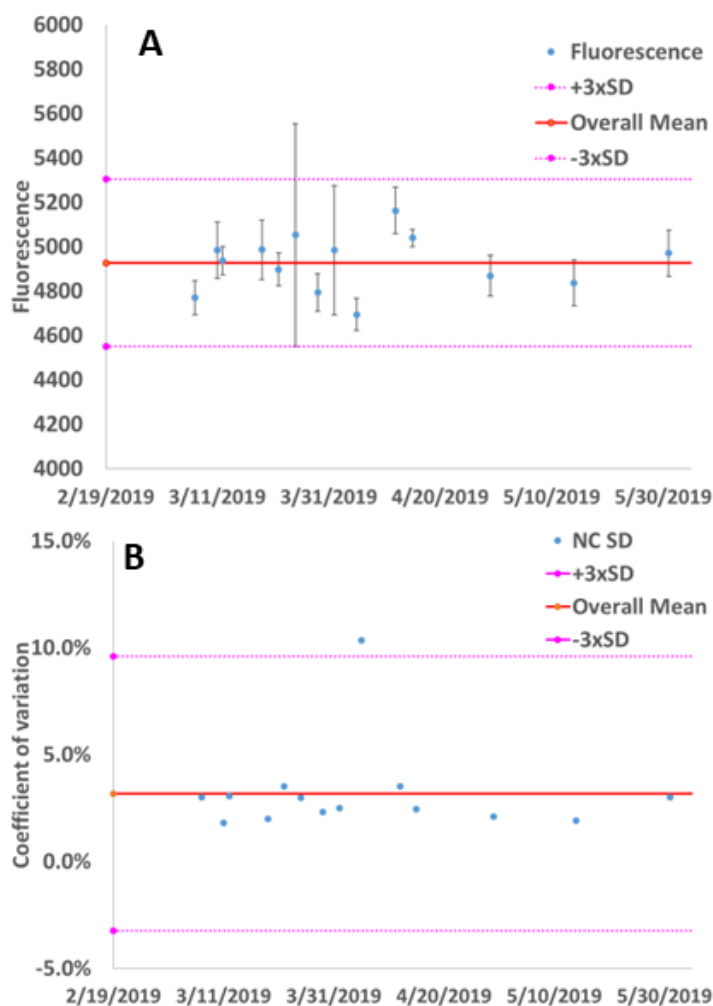 A
6000
5800
5600
5400
5200
5000
4800
4600
4400
4200
4000
Fluorescence
Fluorescence
+3xSD
Overall Mean
-3xSD
2/19/2019 3/11/2019 3/31/2019 4/20/2019 5/10/2019 5/30/2019
B
15.0%
10.0%
5.0%
0.0%
-5.0%
Coefficient of variation
NC SD
+3xSD
Overall Mean
-3xSD
2/19/2019 3/11/2019 3/31/2019 4/20/2019 5/10/2019 5/30/2019